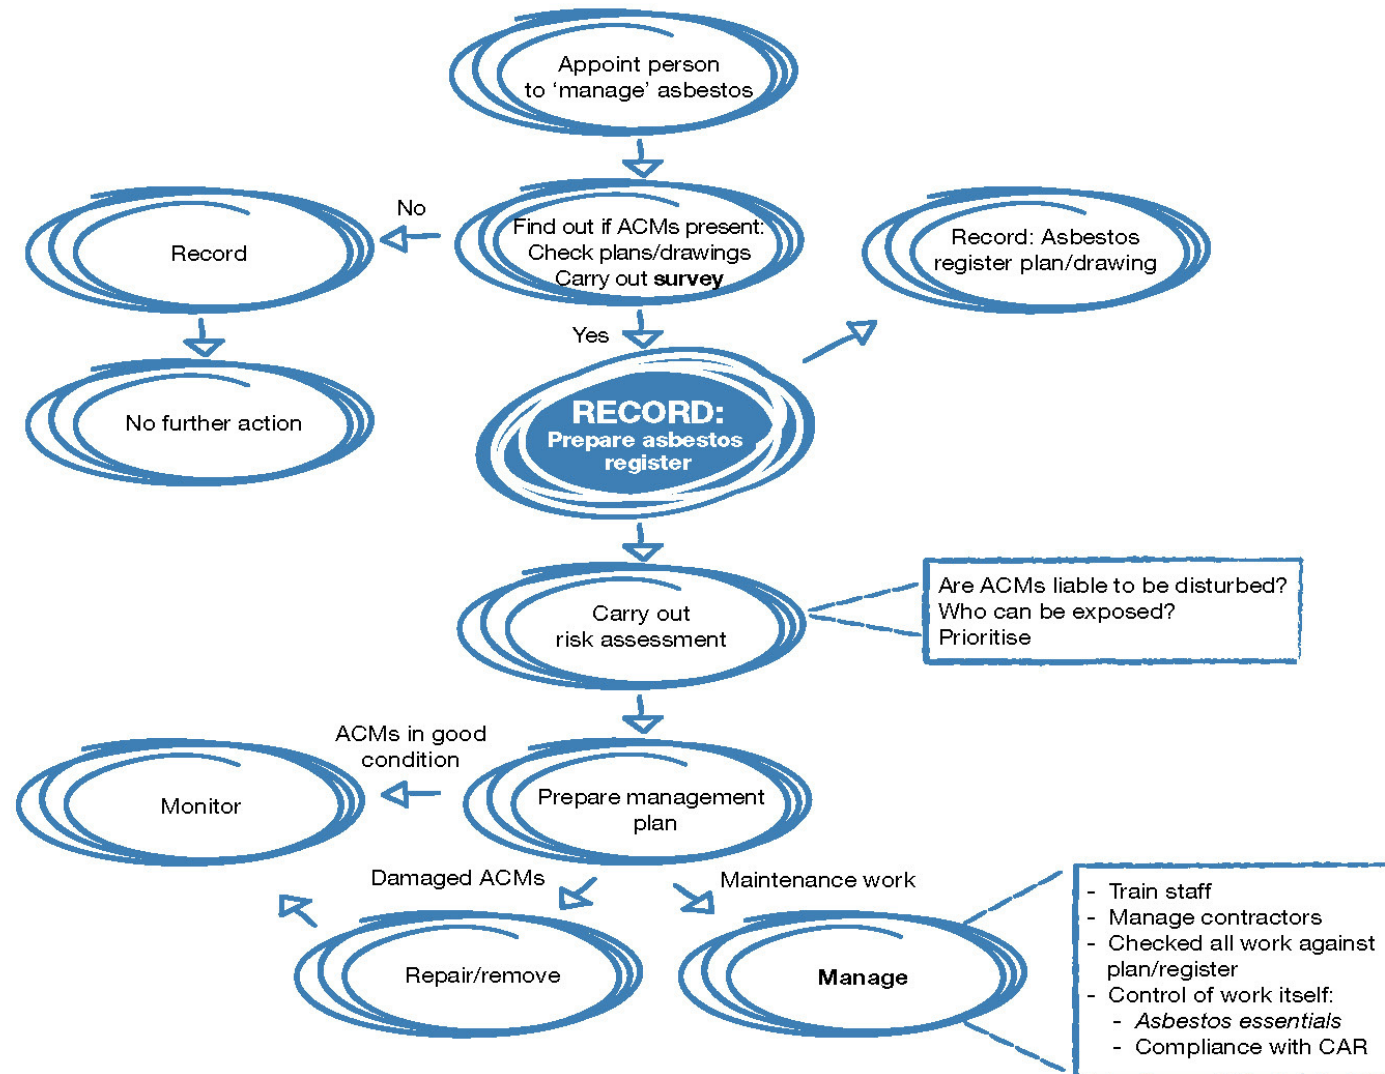 Appoint person
to ‘manage’ asbestos
No
Find out if ACMs present:
Check plans/drawings
Carry out survey
Record
Record: Asbestos
register plan/drawing
Yes
No further action
RECORD:
Prepare asbestos
register
Carry out
risk assessment
Are ACMs liable to be disturbed?
Who can be exposed?
Prioritise
ACMs in good
condition
Monitor
Prepare management
plan
Damaged ACMs
Maintenance work
Repair/remove
Manage
- Train staff
- Manage contractors
- Checked all work against
plan/register
- Control of work itself:
- Asbestos essentials
- Compliance with CAR